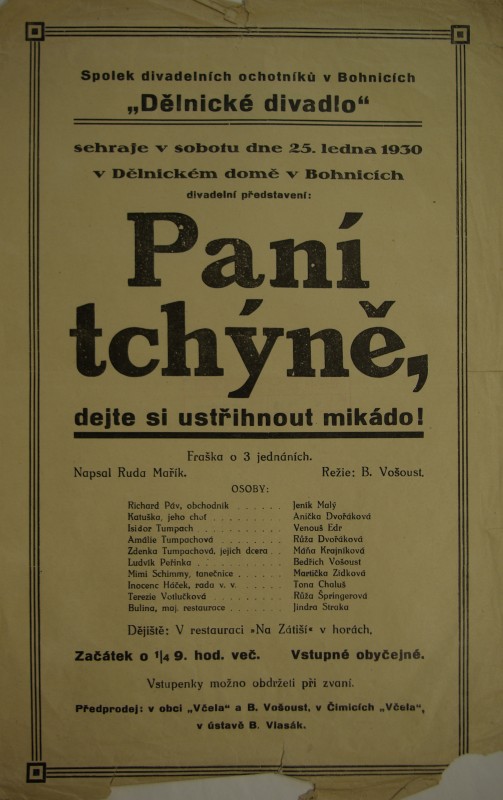 Spolek divadelních ochotníků v Bohnicích
„Dělnické divadlo“
sehraje v sobotu dne 25. ledna 1930
v Dělnickém domě v Bohnicích
divadelní představení:
Paní
tchýně,
dejte si ustřihnout mikádo!
Fraška o 3 jednáních.
Napsal Ruda Mařík. Režie: B. Vošoust.
OSOBY:
Richard Páv, obchodník . . . . . . Jeník Malý
Katuška, jeho choť . . . . . . . Anička Dvořáková
Isidor Tumpach . . . . . . . . . Venouš Edr
Amálie Tumpachová . . . . . . . Růža Dvořáková
Zdenka Tumpachová, jejich dcera . . Máňa Krajníková
Ludvík Peřinka . . . . . . . . . Bedřich Vošoust
Mimi Schimmy, tanečnice . . . . . Martička Zidková
Inocenc Háček, rada v. v. . . . . . Tona Chaluš
Terezie Votlučková . . . . . . . Růža Špringerová
Bulina, maj. restaurace . . . . . . Jindra Straka
Dějiště: V restauraci »Na Zátiší« v horách,
Začátek o 1/4 9. hod. več. Vstupné obyčejné.
Vstupenky možno obdržeti při zvaní.
Předprodej: v obci „Včela“ a B. Vošoust, v Čimicích „Včela“,
v ústavě B. Vlasák.